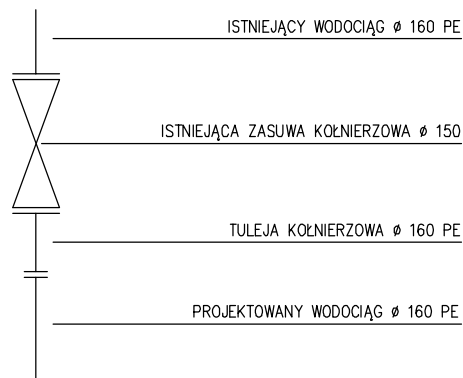 ISTNIEJĄCY WODOCIĄG ø 160 PE
ISTNIEJĄCA ZASUWA KOŁNIERZOWA ø 150
TULEJA KOŁNIERZOWA ø 160 PE
PROJEKTOWANY WODOCIĄG ø 160 PE